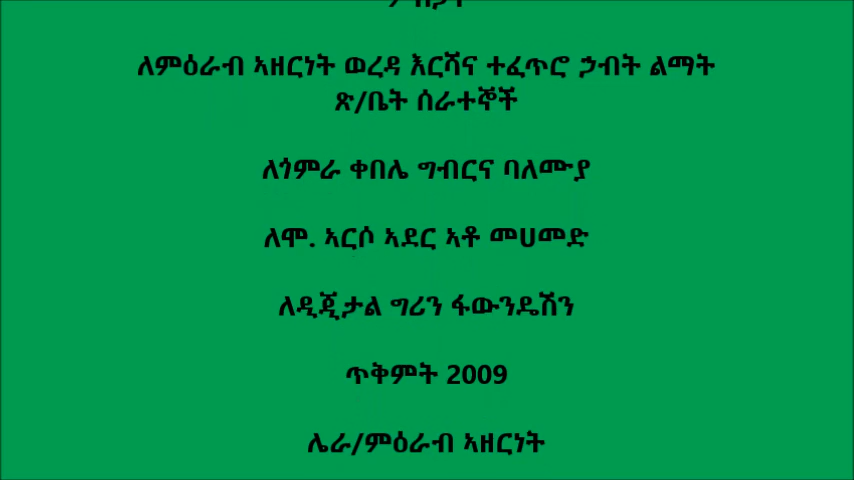 ለምዕራብ ኣዘርነት ወረዳ እርሻና ተፈጥሮ ኃብት ልማት
ጽ/ቤት ሰራተኞች
ለጎምራ ቀበሌ ግብርና ባለሙያ
ለሞ. ኣርሶ ኣደር ኣቶ መሀመድ
ለዲጂታል ግሪን ፋውንዴሽን
ጥቅምት 2009
ሌራ/ምዕራብ ኣዘርነት